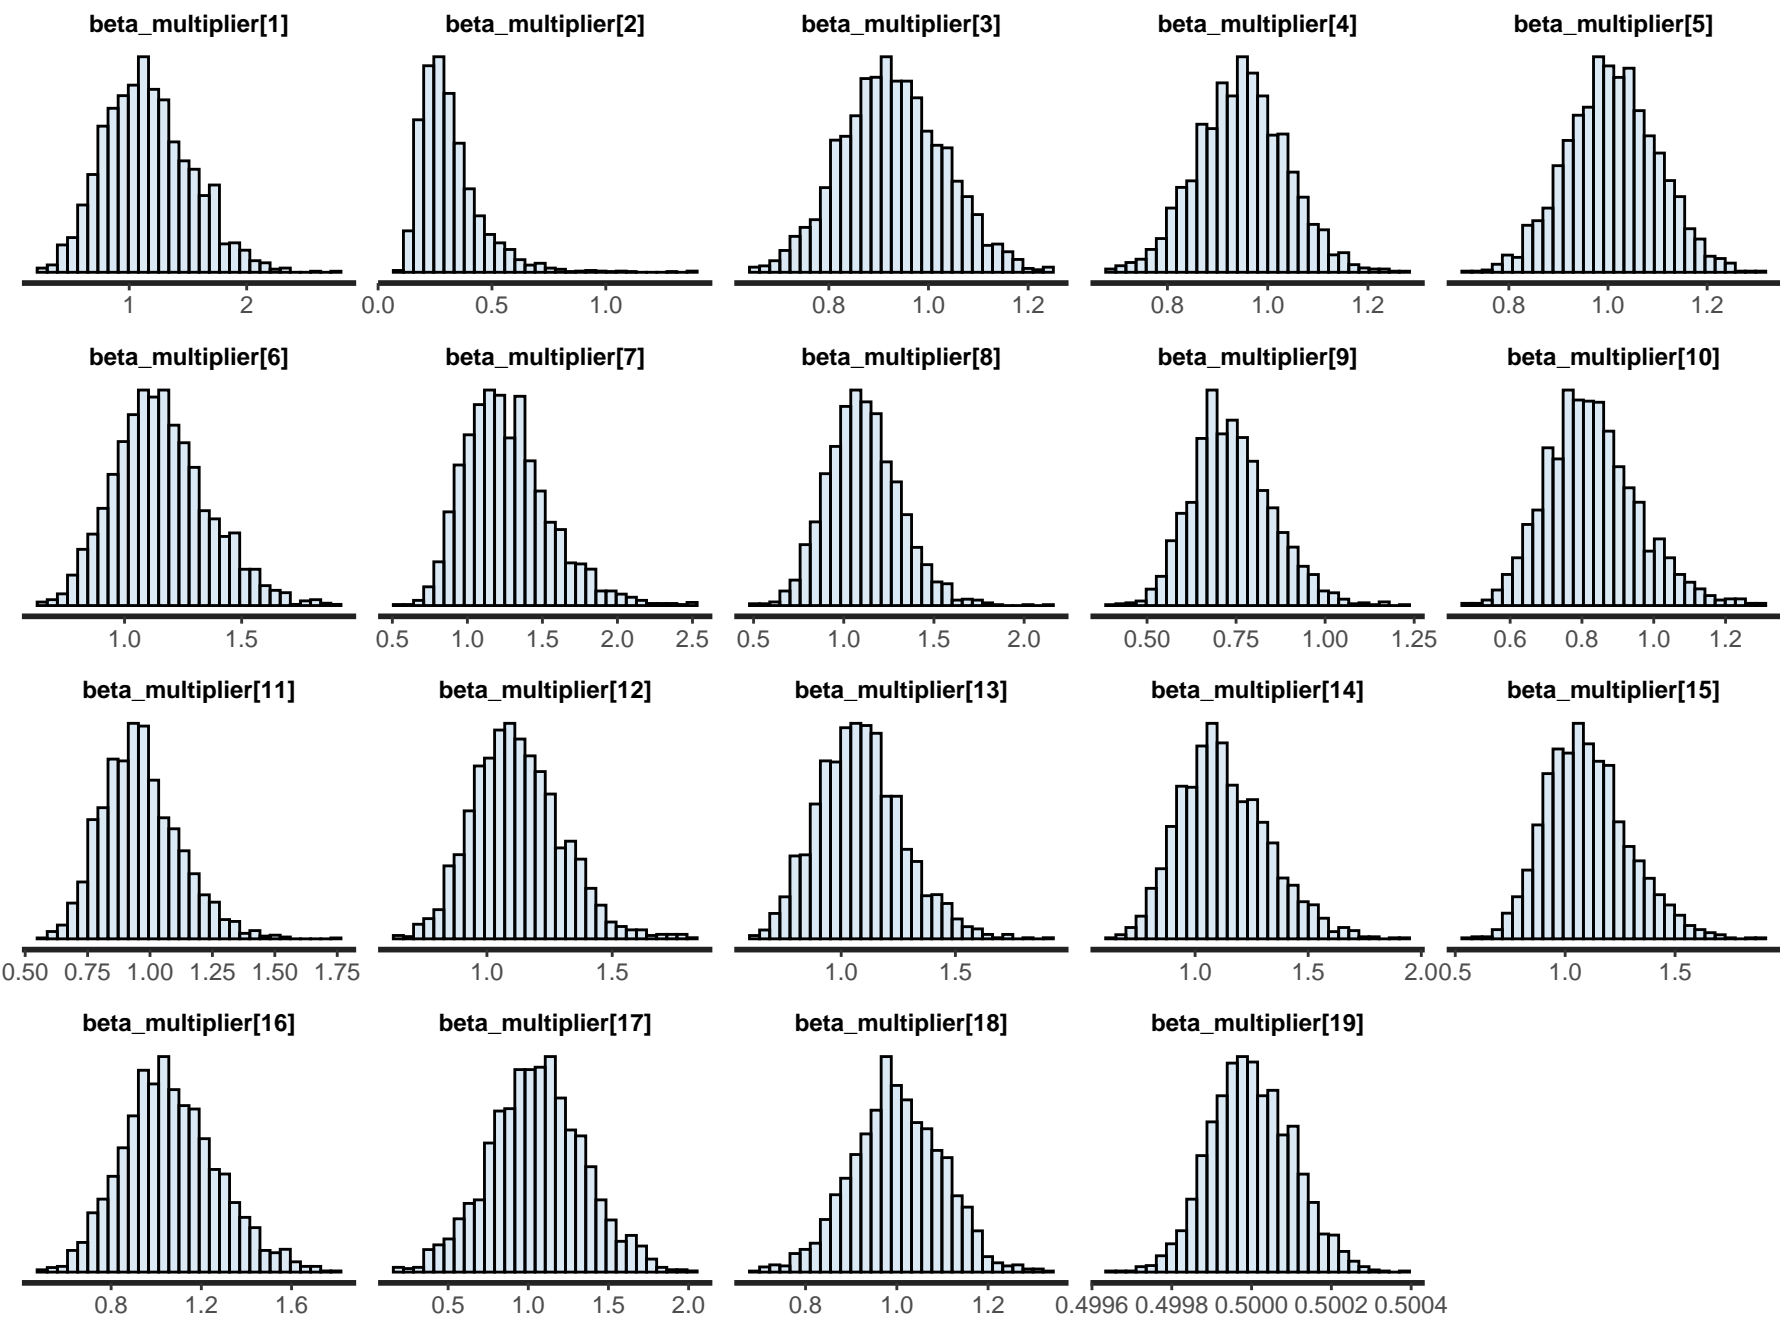 beta_multiplier[1] beta_multiplier[2] beta_multiplier[3] beta_multiplier[4] beta_multiplier[5]
1 2 0.0 0.5 1.0 0.8 1.0 1.2 0.8 1.0 1.2 0.8 1.0 1.2
beta_multiplier[6] beta_multiplier[7] beta_multiplier[8] beta_multiplier[9] beta_multiplier[10]
1.0 1.5 0.5 1.0 1.5 2.0 2.5 0.5 1.0 1.5 2.0 0.50 0.75 1.00 1.25 0.6 0.8 1.0 1.2
beta_multiplier[11] beta_multiplier[12] beta_multiplier[13] beta_multiplier[14] beta_multiplier[15]
0.50 0.75 1.00 1.25 1.50 1.75 1.0 1.5 1.0 1.5 1.0 1.5 2.0 0.5 1.0 1.5
beta_multiplier[16] beta_multiplier[17] beta_multiplier[18] beta_multiplier[19]
0.8 1.2 1.6 0.5 1.0 1.5 2.0 0.8 1.0 1.2 0.4996 0.4998 0.5000 0.5002 0.5004